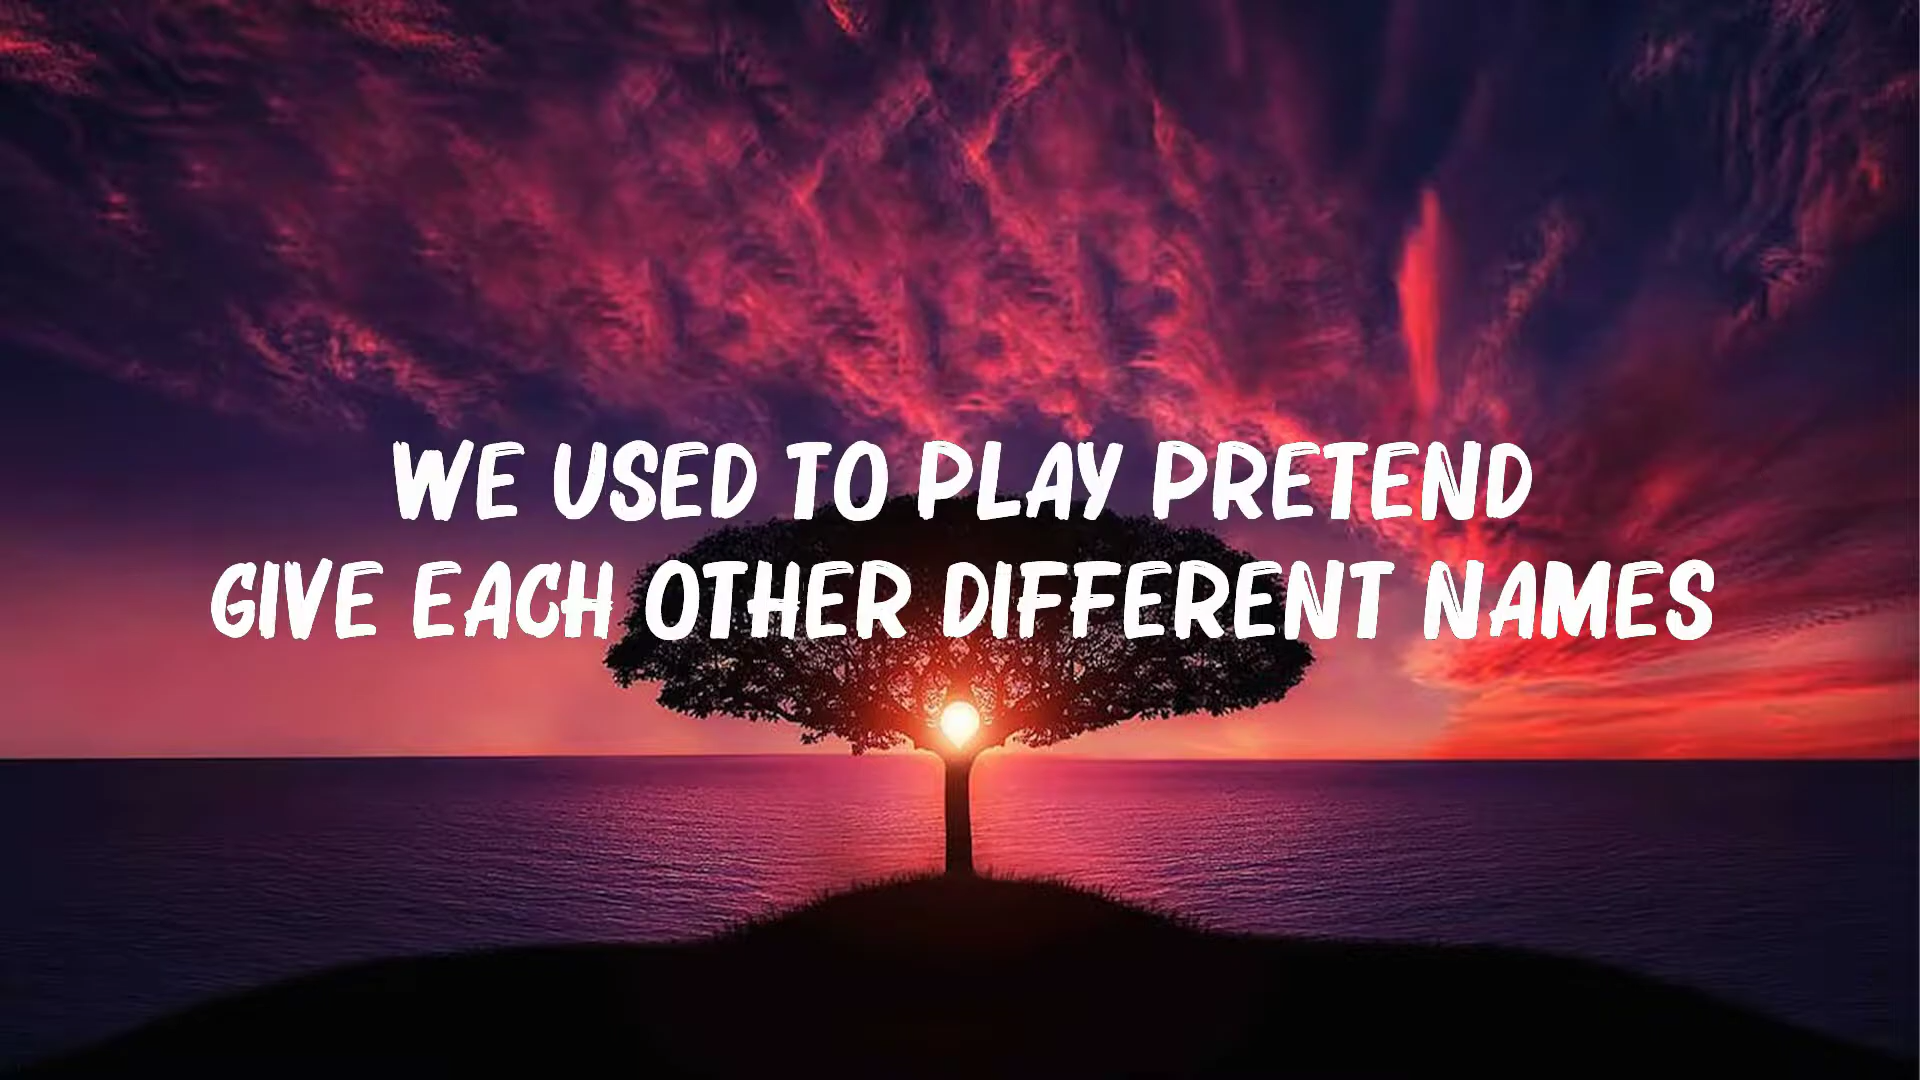 WE USED TO PLAY PRETEND
GIVE EACH OTHER DIFFERENT NAMES